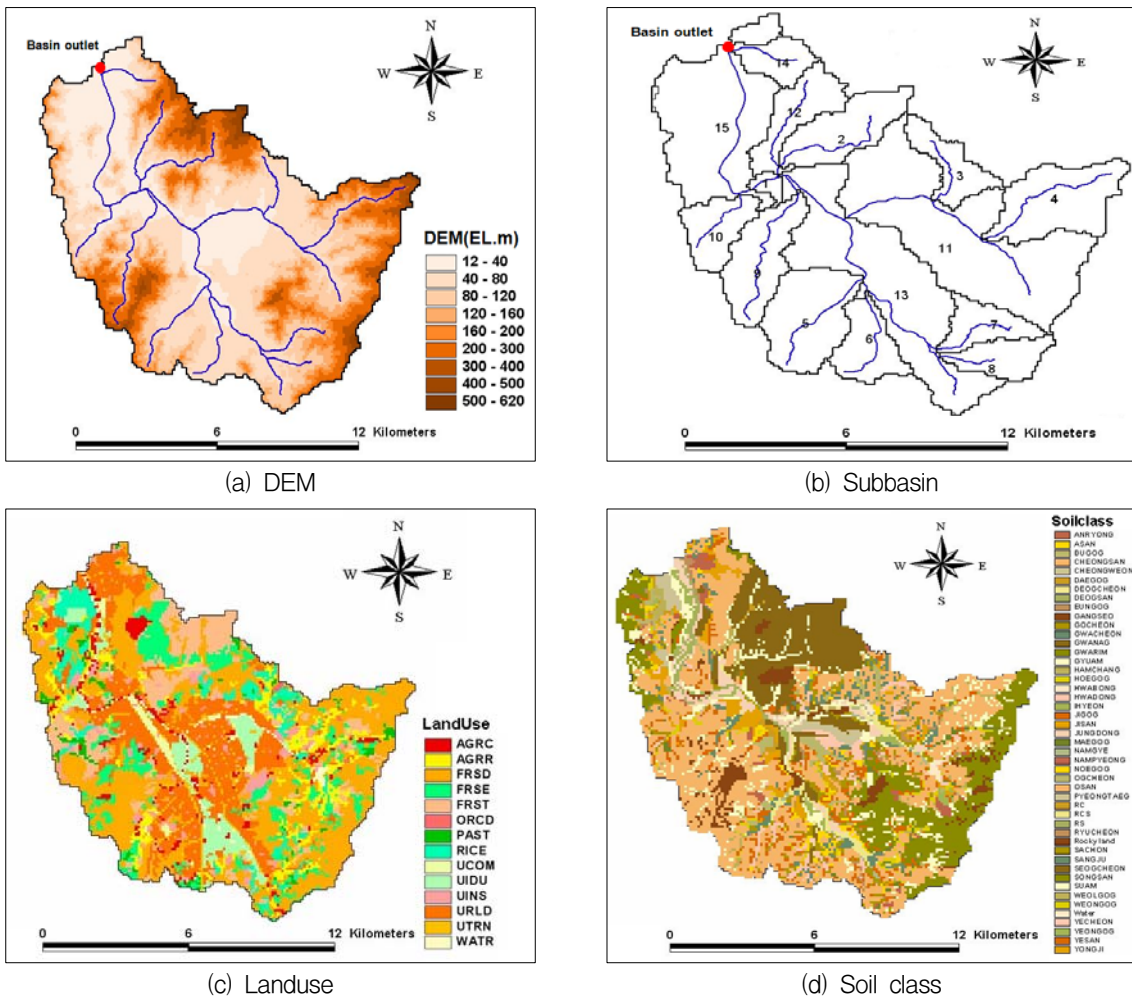 Basin outlet
N
W E
S
DEM(EL.m)
12 - 40
40 - 80
80 - 120
120 - 160
160 - 200
200 - 300
300 - 400
400 - 500
500 - 620
0 6 12 Kilometers
(a) DEM
Basin outlet
N
W E
S
14
12
2
15
3
1
4
10
9
11
13
5
6
7
8
0 6 12 Kilometers
(b) Subbasin
N
W E
S
LandUse
AGRC
AGRR
FRSD
FRSE
FRST
ORCD
PAST
RICE
UCOM
UIDU
UINS
URLD
UTRN
WATR
0 6 12 Kilometers
(c) Landuse
N
W E
S
Soilclass
ANRYONG
ASAN
BUGOG
CHEONGSAN
CHEONGWEON
DAEGOG
DEOGCHEON
DEOGSAN
EUNGOG
GANGSEO
GOCHEON
GWACHEON
GWANAG
GWARIM
GYUAM
HAMCHANG
HOEGOG
HWABONG
HWADONG
IHYEON
JIGOG
JISAN
JUNGDONG
MAEGOG
NAMGYE
NAMPYEONG
NOEGOG
OGCHEON
OSAN
PYEONGTAEG
RC
RCS
RS
RYUCHEON
Rocky land
SACHON
SANGJU
SEOGCHEON
SONGSAN
SUAM
WEOLGOG
WEONGOG
Water
YECHEON
YEONGOG
YESAN
YONGJI
0 6 12 Kilometers
(d) Soil class